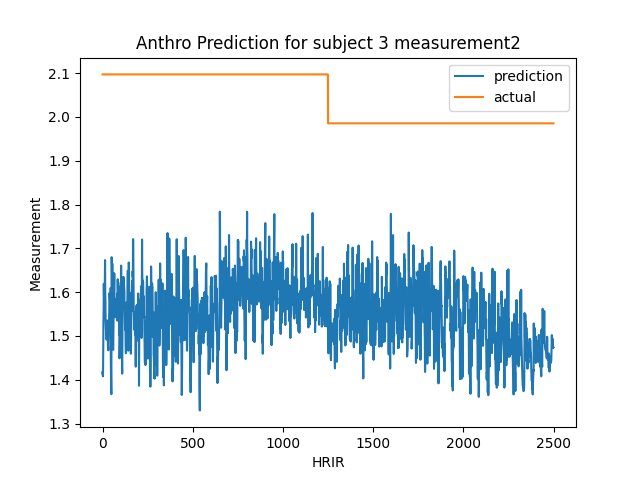 Anthro Prediction for subject 3 measurement2
prediction
actual
2.1
2.0
1.9
1.8
1.7
1.6
1.5
1.4
1.3
Measurement
0 500 1000 1500 2000 2500
HRIR